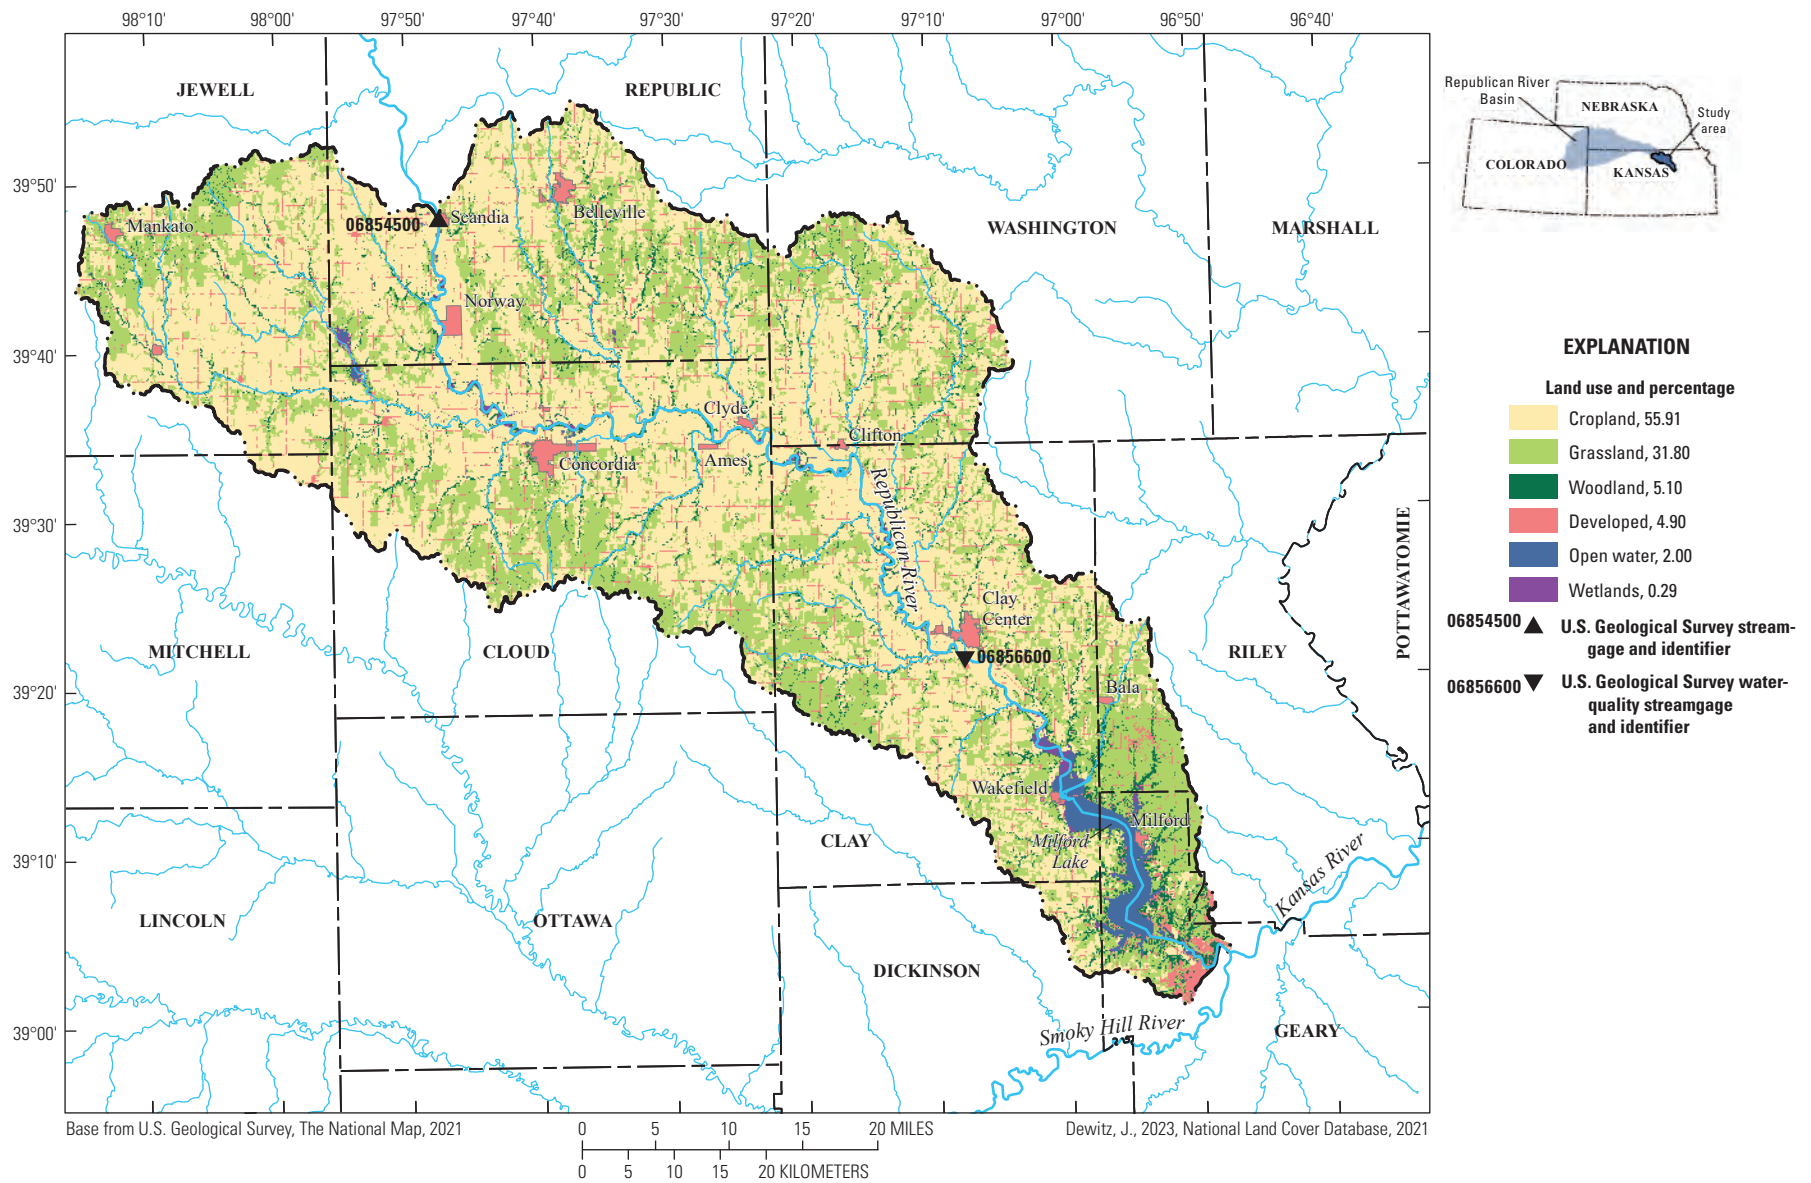 98°10'
98°00'
97°50'
97°40'
97°30'
97°20'
97°10'
97°00'
96°50'
96°40'
39°50'
39°40'
39°30'
39°20'
39°10'
39°00'
JEWELL
REPUBLIC
WASHINGTON
MARSHALL
Mankato
06854500
Scandia
Belleville
Norway
Clyde
Clifton
Concordia
Ames
Republican River
POTTAWATOMIE
Clay
Center
06856600
MITCHELL
CLOUD
RILEY
Bala
Wakefield
Milford
Milford
Lake
CLAY
Kansas River
LINCOLN
OTTAWA
DICKINSON
Smoky Hill River
GEARY
Republican River
Basin
NEBRASKA
Study
area
COLORADO
KANSAS
EXPLANATION
Land use and percentage
Cropland, 55.91
Grassland, 31.80
Woodland, 5.10
Developed, 4.90
Open water, 2.00
Wetlands, 0.29
06854500
U.S. Geological Survey stream-
gage and identifier
06856600
U.S. Geological Survey water-
quality streamgage
and identifier
Base from U.S. Geological Survey, The National Map, 2021
0 5 10 15 20 MILES
0 5 10 15 20 KILOMETERS
Dewitz, J., 2023, National Land Cover Database, 2021